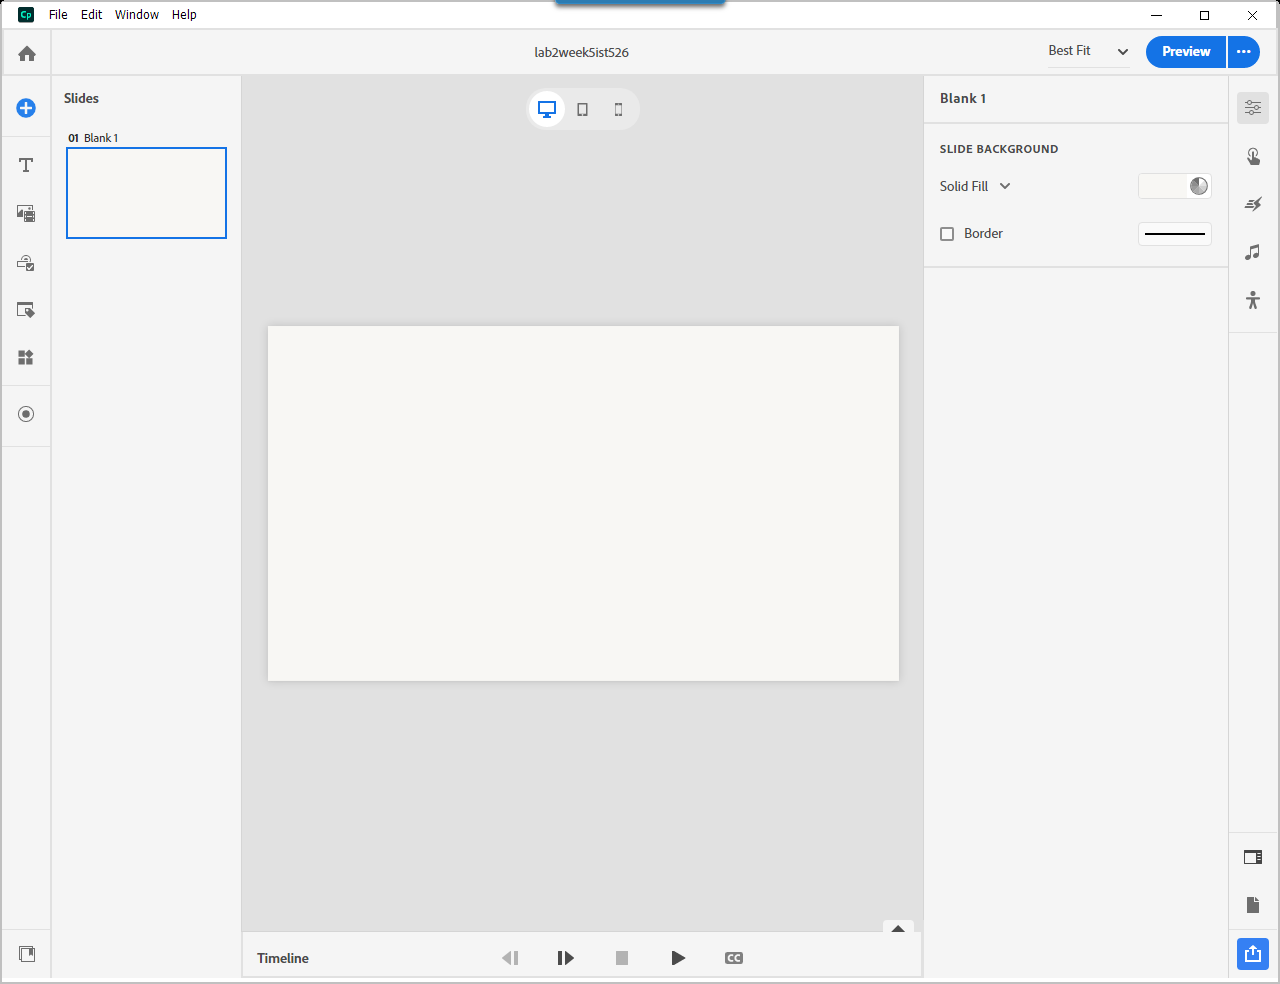 Cp File Edit Window Help
lab2week5ist526
Best Fit
Preview
Slides
Blank 1
01 Blank 1
SLIDE BACKGROUND
Solid Fill
Border
Timeline
CC